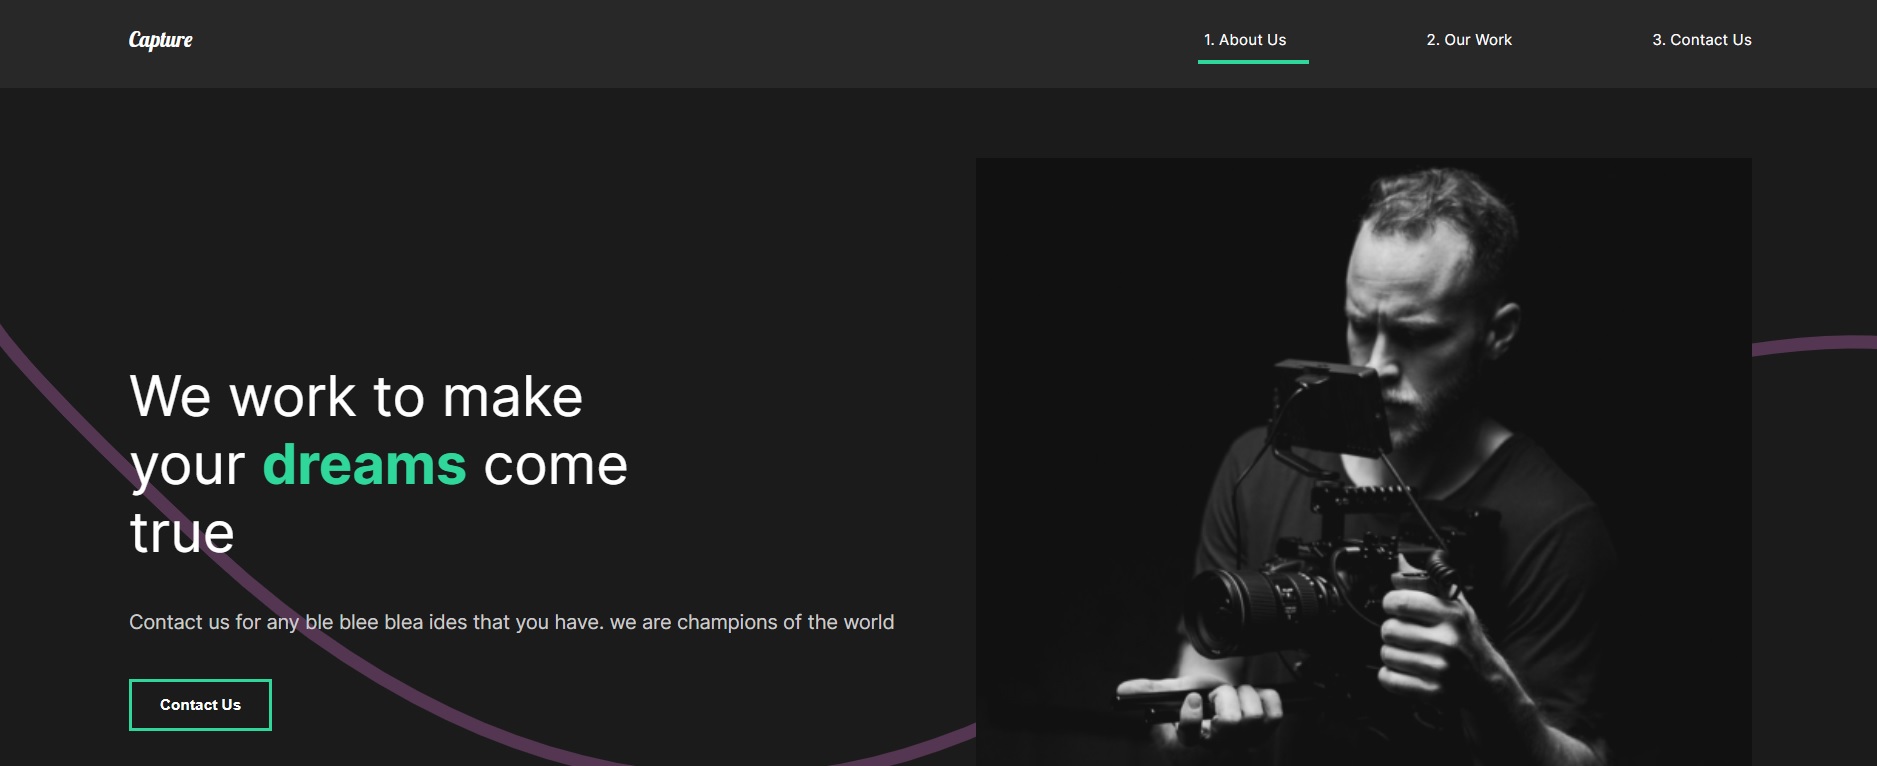 Capture
1. About Us
2. Our Work
3. Contact Us
We work to make
your dreams come
true
Contact us for any ble blee blea ides that you have. we are champions of the world
Contact Us